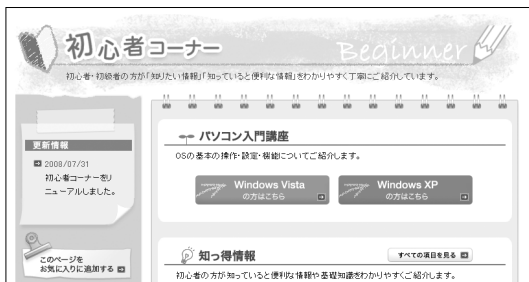 初心者コーナー
Beginner
初心者・初級者の方が「知りたい情報」「知っていると便利な情報」をわかりやすく丁寧にご紹介しています。
更新情報
2008/07/31
初心者コーナーをリ
ニューアルしました。
このページを
お気に入りに追加する
パソコン入門講座
OSの基本の操作・設定・機能についてご紹介します。
Windows Vista
の方はこちら
Windows XP
の方はこちら
知っ得情報
すべての項目を見る
初心者の方が知っていると便利な情報や基礎知識をわかりやすくご紹介します。